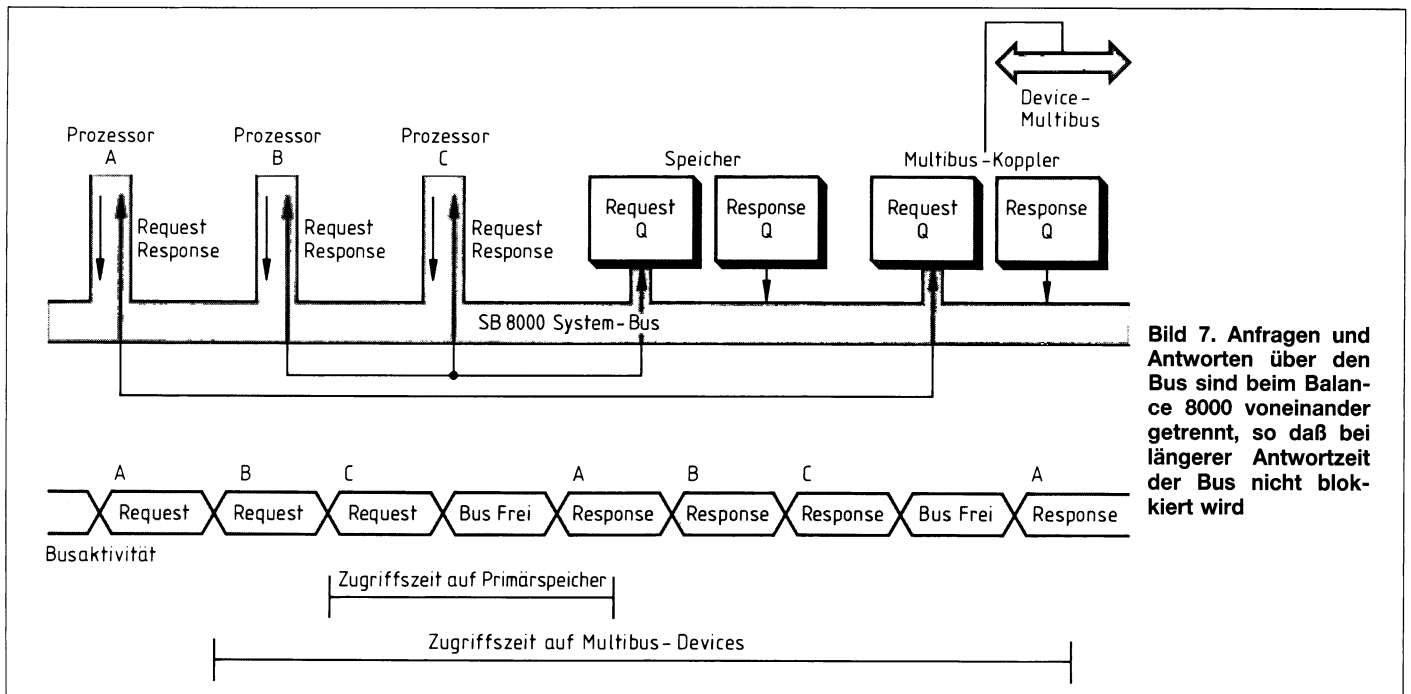 Device-
Multibus
Prozessor
A
Prozessor
B
Prozessor
C
Speicher
Multibus-Koppler
Request
Response
Request
Response
Request
Response
Request
Q
Response
Q
Request
Q
Response
Q
SB 8000 System-Bus
A
B
C
A
B
C
A
Request
Request
Request
Bus Frei
Response
Response
Response
Bus Frei
Response
Busaktivität
Zugriffszeit auf Primärspeicher
Zugriffszeit auf Multibus-Devices
Bild 7. Anfragen und
Antworten über den
Bus sind beim Balan-
ce 8000 voneinander
getrennt, so daß bei
längerer Antwortzeit
der Bus nicht blok-
kiert wird